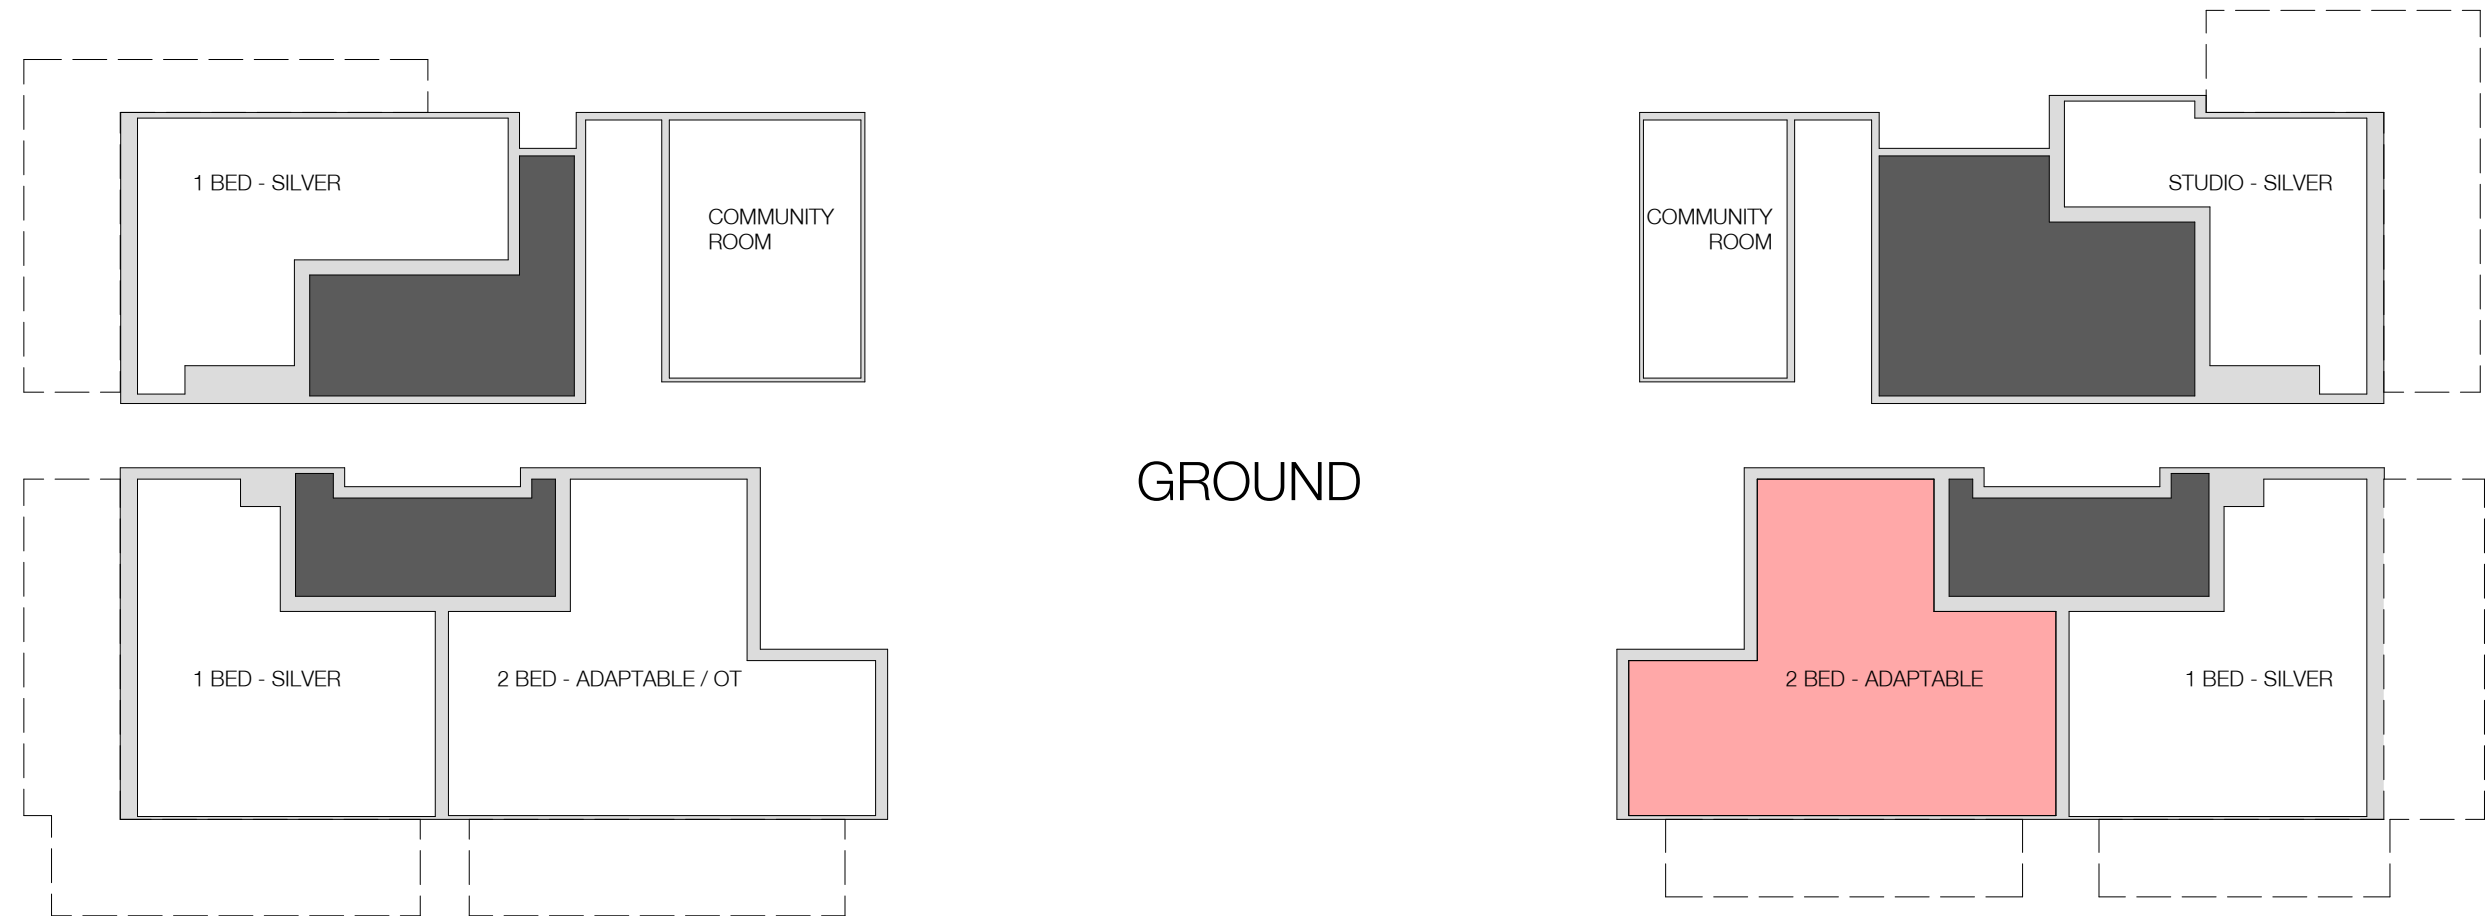 1 BED - SILVER
COMMUNITY
ROOM
COMMUNITY
ROOM
STUDIO - SILVER
GROUND
1 BED - SILVER
2 BED - ADAPTABLE / OT
2 BED - ADAPTABLE
1 BED - SILVER